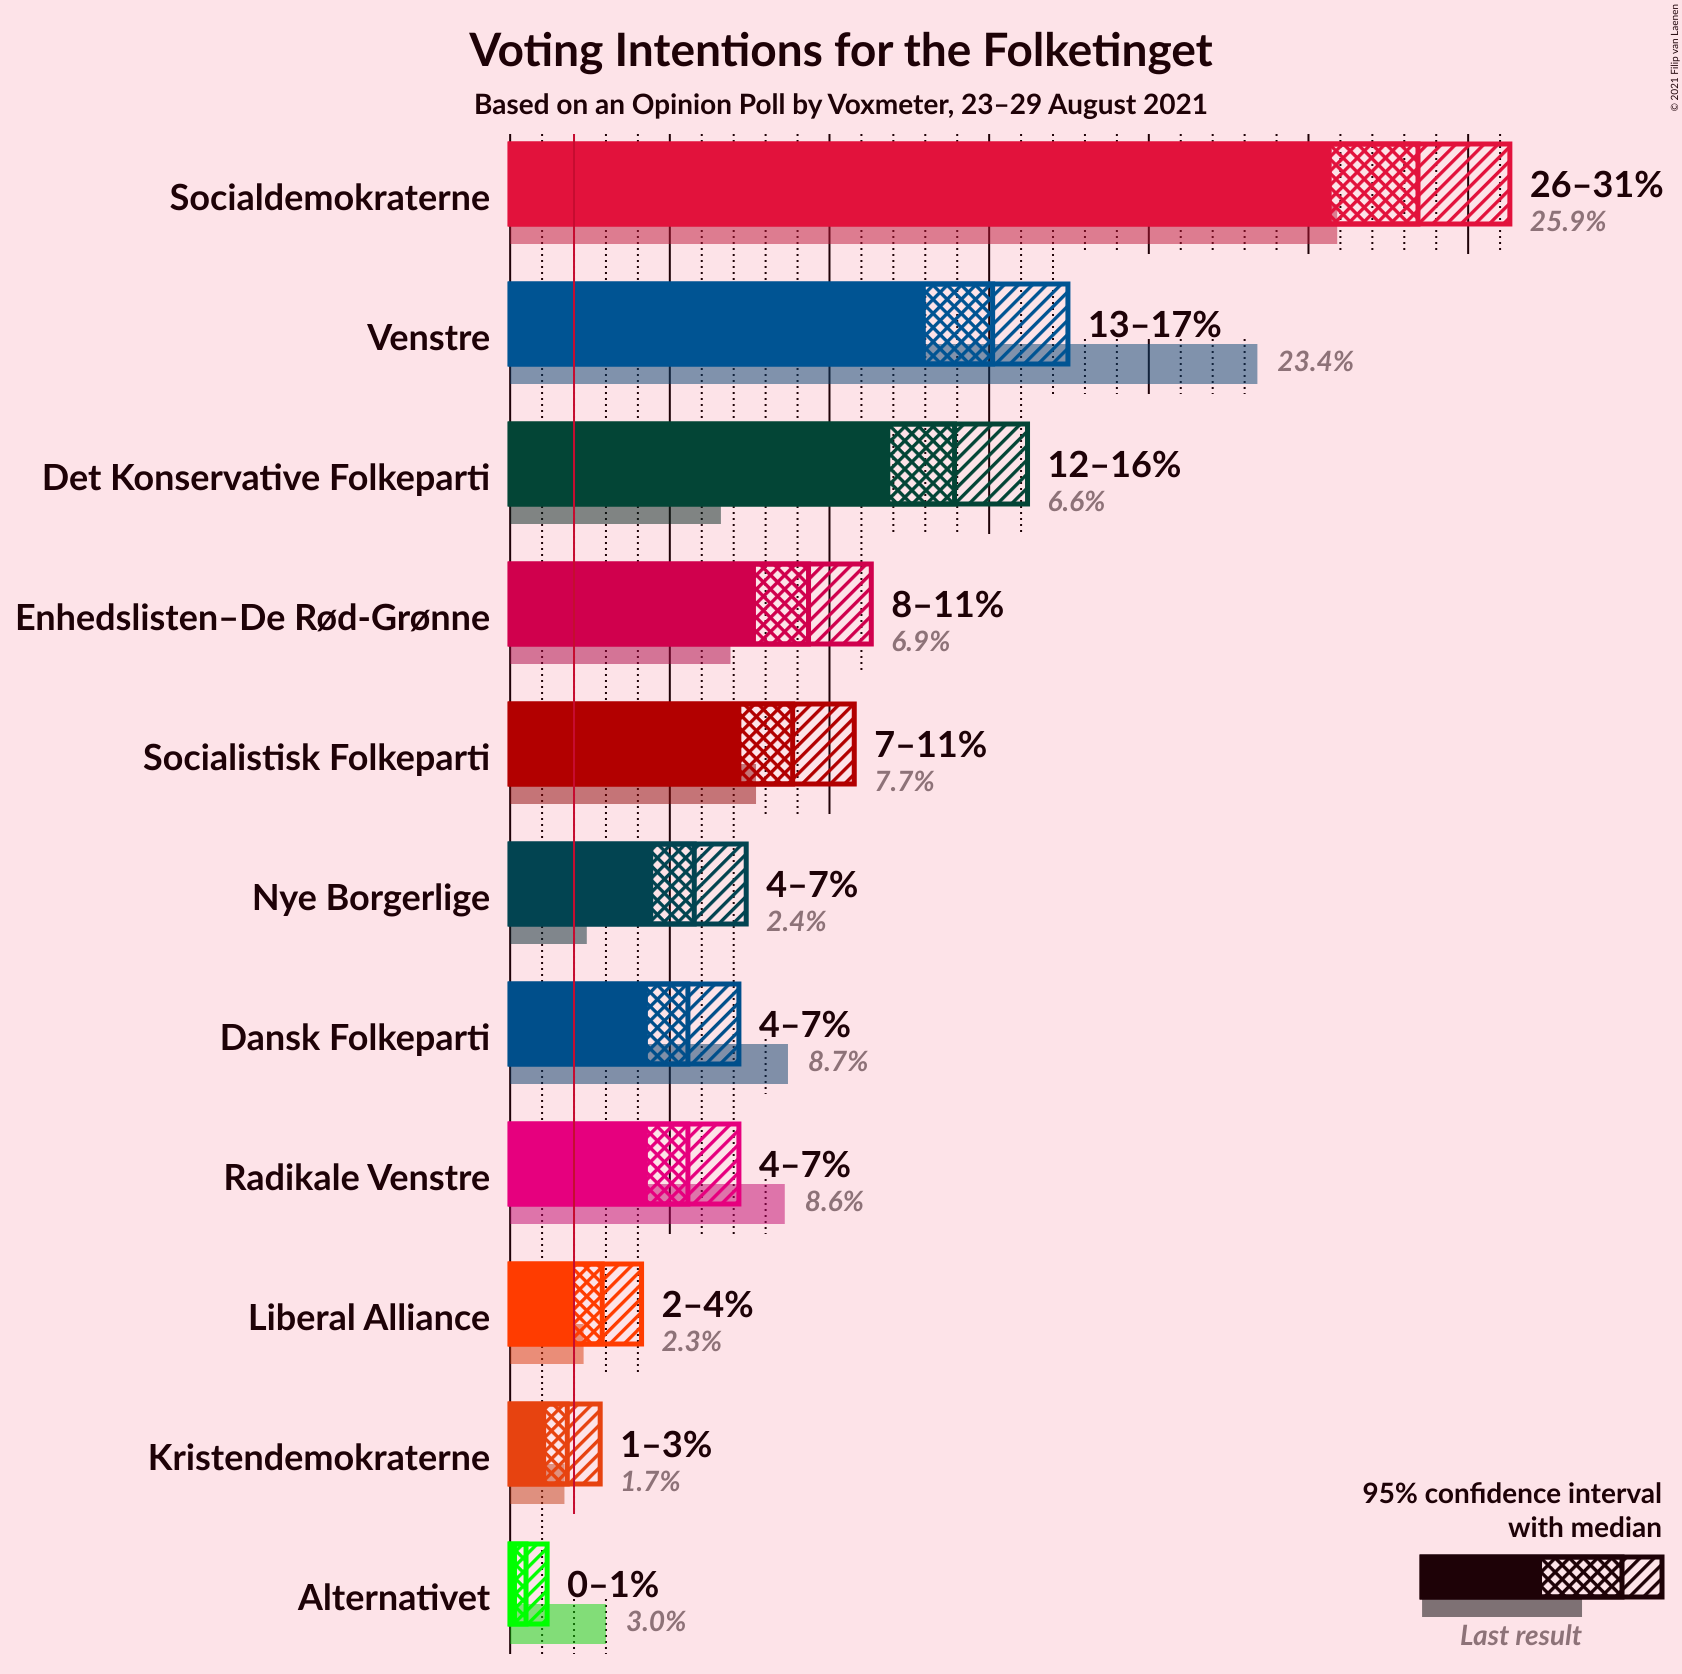 © 2021 Filip van Laenen
Voting Intentions for the Folketinget
Based on an Opinion Poll by Voxmeter, 23–29 August 2021
Socialdemokraterne
26–31%
25.9%
Venstre
13–17%
23.4%
Det Konservative Folkeparti
12–16%
6.6%
Enhedslisten–De Rød-Grønne
8–11%
6.9%
Socialistisk Folkeparti
7–11%
7.7%
Nye Borgerlige
4–7%
2.4%
Dansk Folkeparti
4–7%
8.7%
Radikale Venstre
4–7%
8.6%
Liberal Alliance
2–4%
2.3%
Kristendemokraterne
1–3%
1.7%
Alternativet
0–1%
3.0%
95% confidence interval
with median
Last result